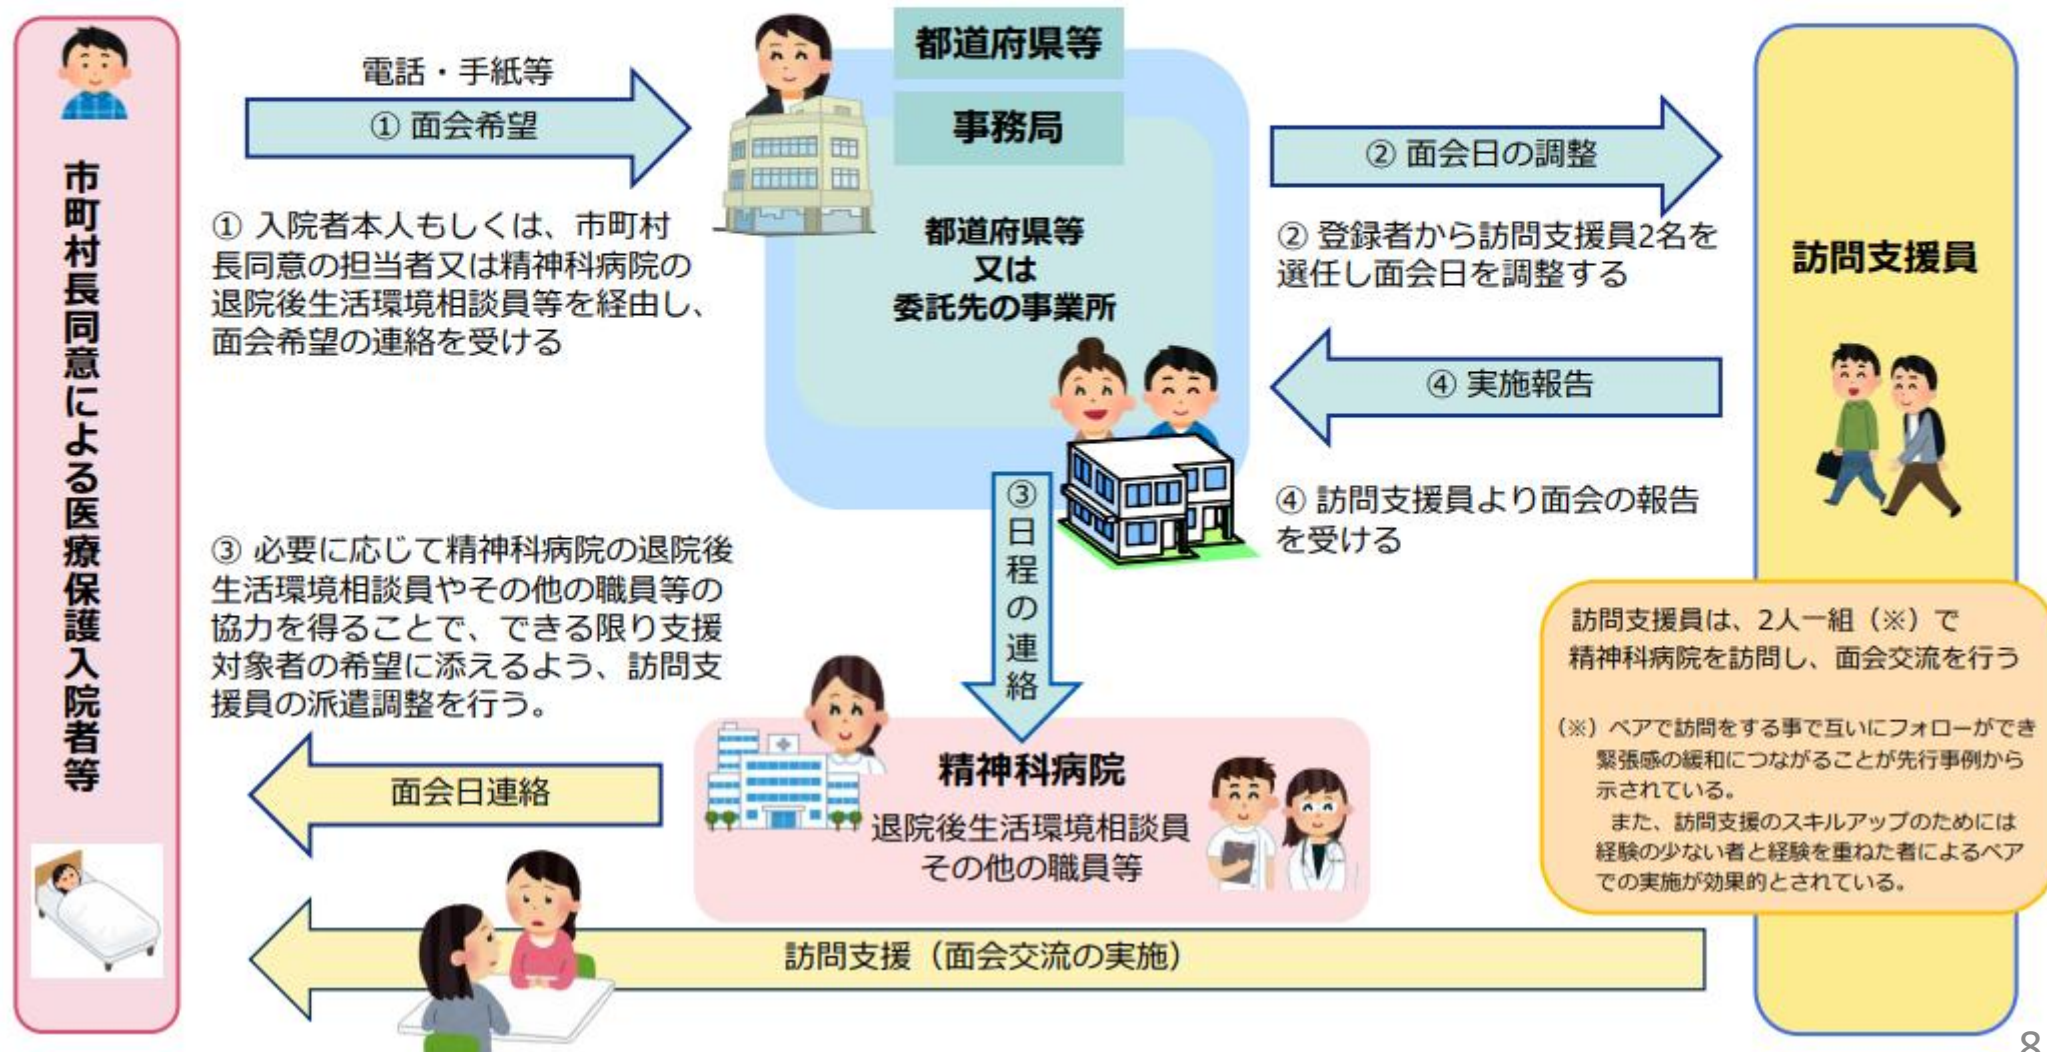 市町村長同意による医療保護入院者等
電話・手紙等
① 面会希望
① 入院者本人もしくは、市町村
長同意の担当者又は精神科病院の
退院後生活環境相談員等を経由し、
面会希望の連絡を受ける
都道府県等
事務局
都道府県等
又は
委託先の事業所
② 面会日の調整
② 登録者から訪問支援員2名を
選任し面会日を調整する
④ 実施報告
④ 訪問支援員より面会の報告
を受ける
訪問支援員
③日程の連絡
③ 必要に応じて精神科病院の退院後
生活環境相談員やその他の職員等の
協力を得ることで、できる限り支援
対象者の希望に添えるよう、訪問支
援員の派遣調整を行う。
訪問支援員は、2人一組（※）で
精神科病院を訪問し、面会交流を行う
（※）ペアで訪問をする事で互いにフォローができ
緊張感の緩和につながることが先行事例から
示されている。
また、訪問支援のスキルアップのためには
経験の少ない者と経験を重ねた者によるペア
での実施が効果的とされている。
精神科病院
退院後生活環境相談員
その他の職員等
面会日連絡
訪問支援（面会交流の実施）
8